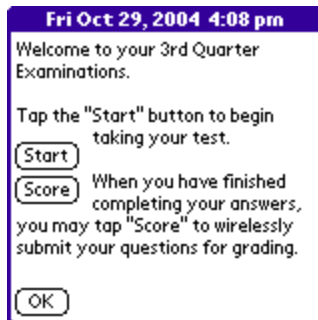 Fri Oct 29, 2004 4:08 pm
Welcome to your 3rd Quarter
Examinations.
Tap the "Start" button to begin
taking your test.
Start
Score
When you have finished
completing your answers,
you may tap "Score" to wirelessly
submit your questions for grading.
OK